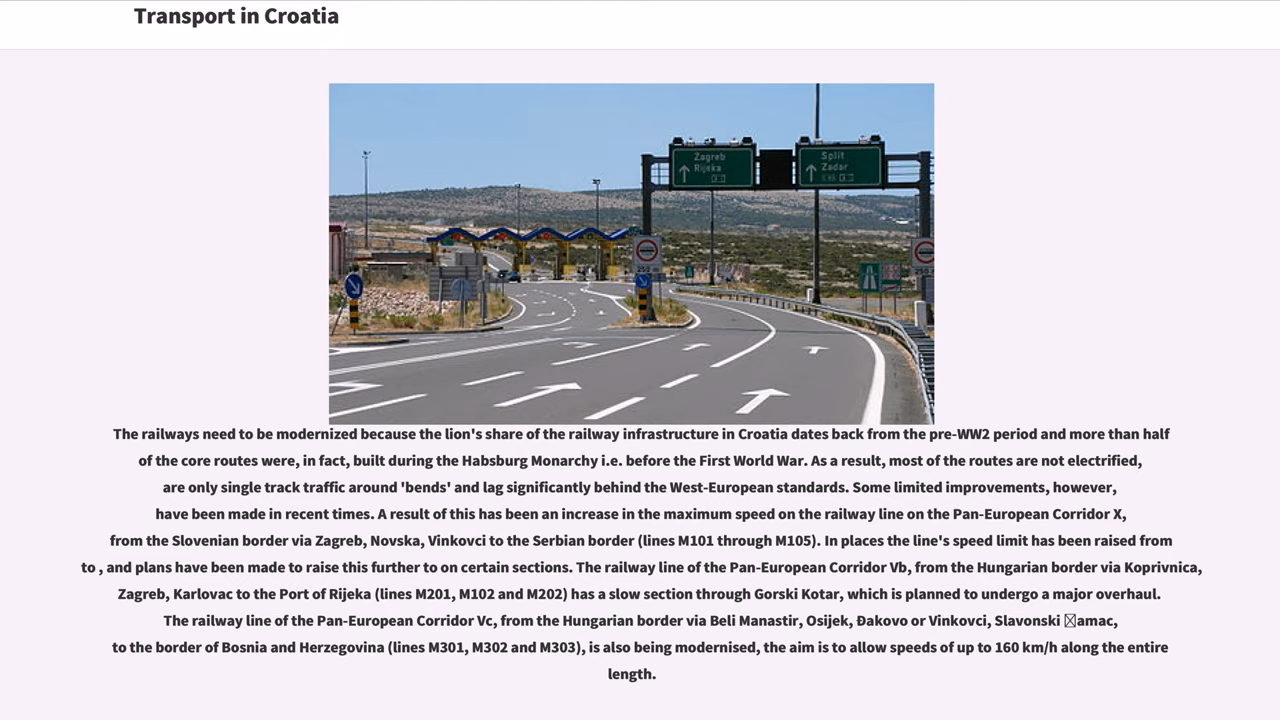 Transport in Croatia
Zagreb
Rijeka
Split
Zadar
The railways need to be modernized because the lion's share of the railway infrastructure in Croatia dates back from the pre-WW2 period and more than half
of the core routes were, in fact, built during the Habsburg Monarchy i.e. before the First World War. As a result, most of the routes are not electrified,
are only single track traffic around 'bends' and lag significantly behind the West-European standards. Some limited improvements, however,
have been made in recent times. A result of this has been an increase in the maximum speed on the railway line on the Pan-European Corridor X,
from the Slovenian border via Zagreb, Novska, Vinkovci to the Serbian border (lines M101 through M105). In places the line's speed limit has been raised from
to , and plans have been made to raise this further to on certain sections. The railway line of the Pan-European Corridor Vb, from the Hungarian border via Koprivnica,
Zagreb, Karlovac to the Port of Rijeka (lines M201, M102 and M202) has a slow section through Gorski Kotar, which is planned to undergo a major overhaul.
The railway line of the Pan-European Corridor Vc, from the Hungarian border via Beli Manastir, Osijek, Đakovo or Vinkovci, Slavonski amac,
to the border of Bosnia and Herzegovina (lines M301, M302 and M303), is also being modernised, the aim is to allow speeds of up to 160 km/h along the entire
length.